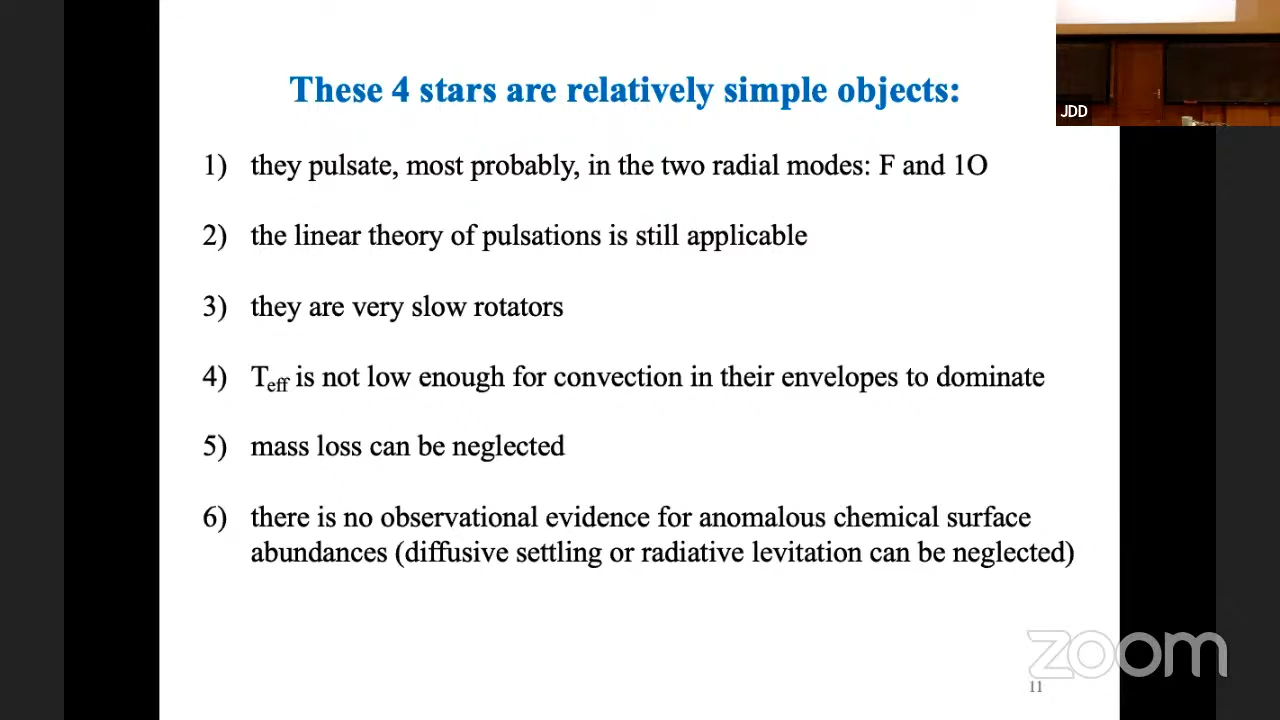 These 4 stars are relatively simple objects:
JDD
1) they pulsate, most probably, in the two radial modes: F and 1O
2) the linear theory of pulsations is still applicable
3) they are very slow rotators
4) Teff is not low enough for convection in their envelopes to dominate
5) mass loss can be neglected
6) there is no observational evidence for anomalous chemical surface
abundances (diffusive settling or radiative levitation can be neglected)
zoom
11